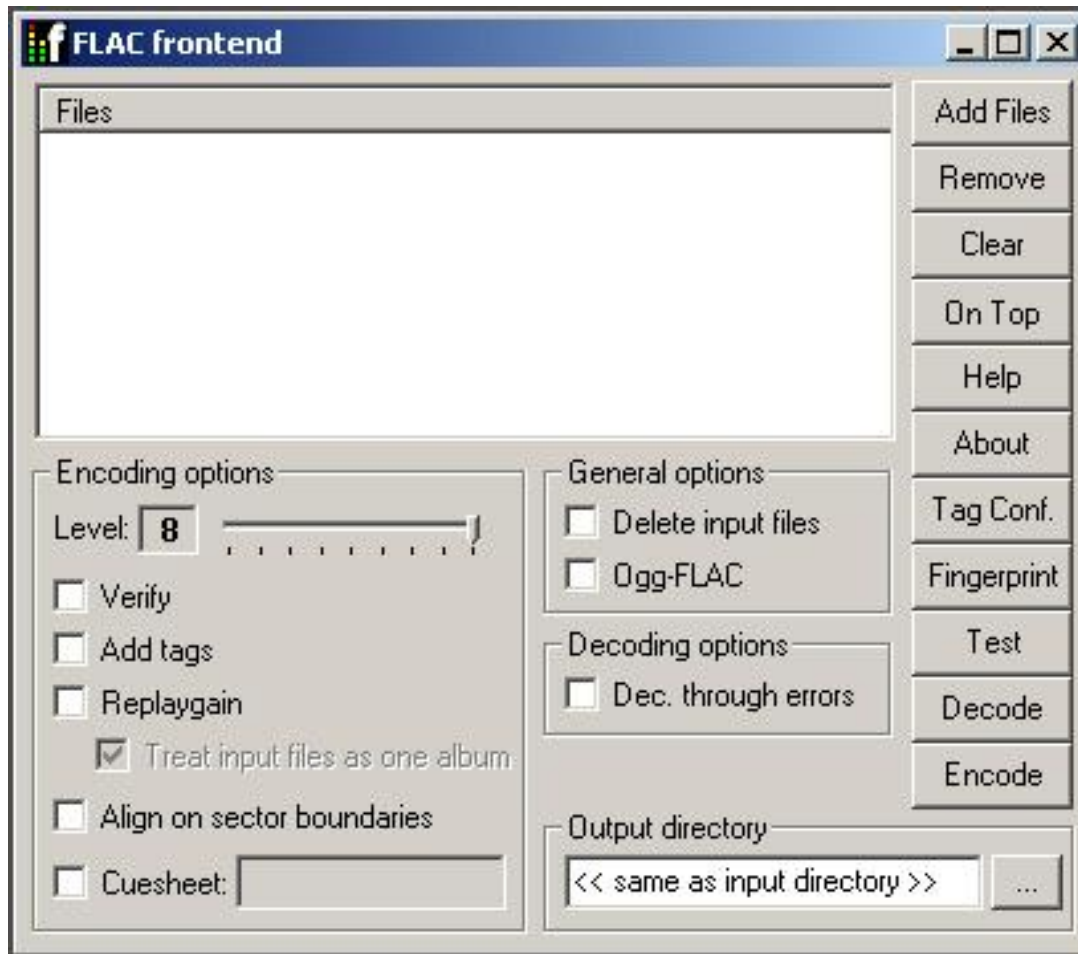 FLAC frontend
Files
Add Files
Remove
Clear
On Top
Help
About
Tag Conf.
Fingerprint
Test
Decode
Encode
Encoding options
Level: 8
Verify
Add tags
Replaygain
Treat input files as one album
Align on sector boundaries
Cuesheet:
General options
Delete input files
Ogg-FLAC
Decoding options
Dec. through errors
Output directory
<< same as input directory >>
...